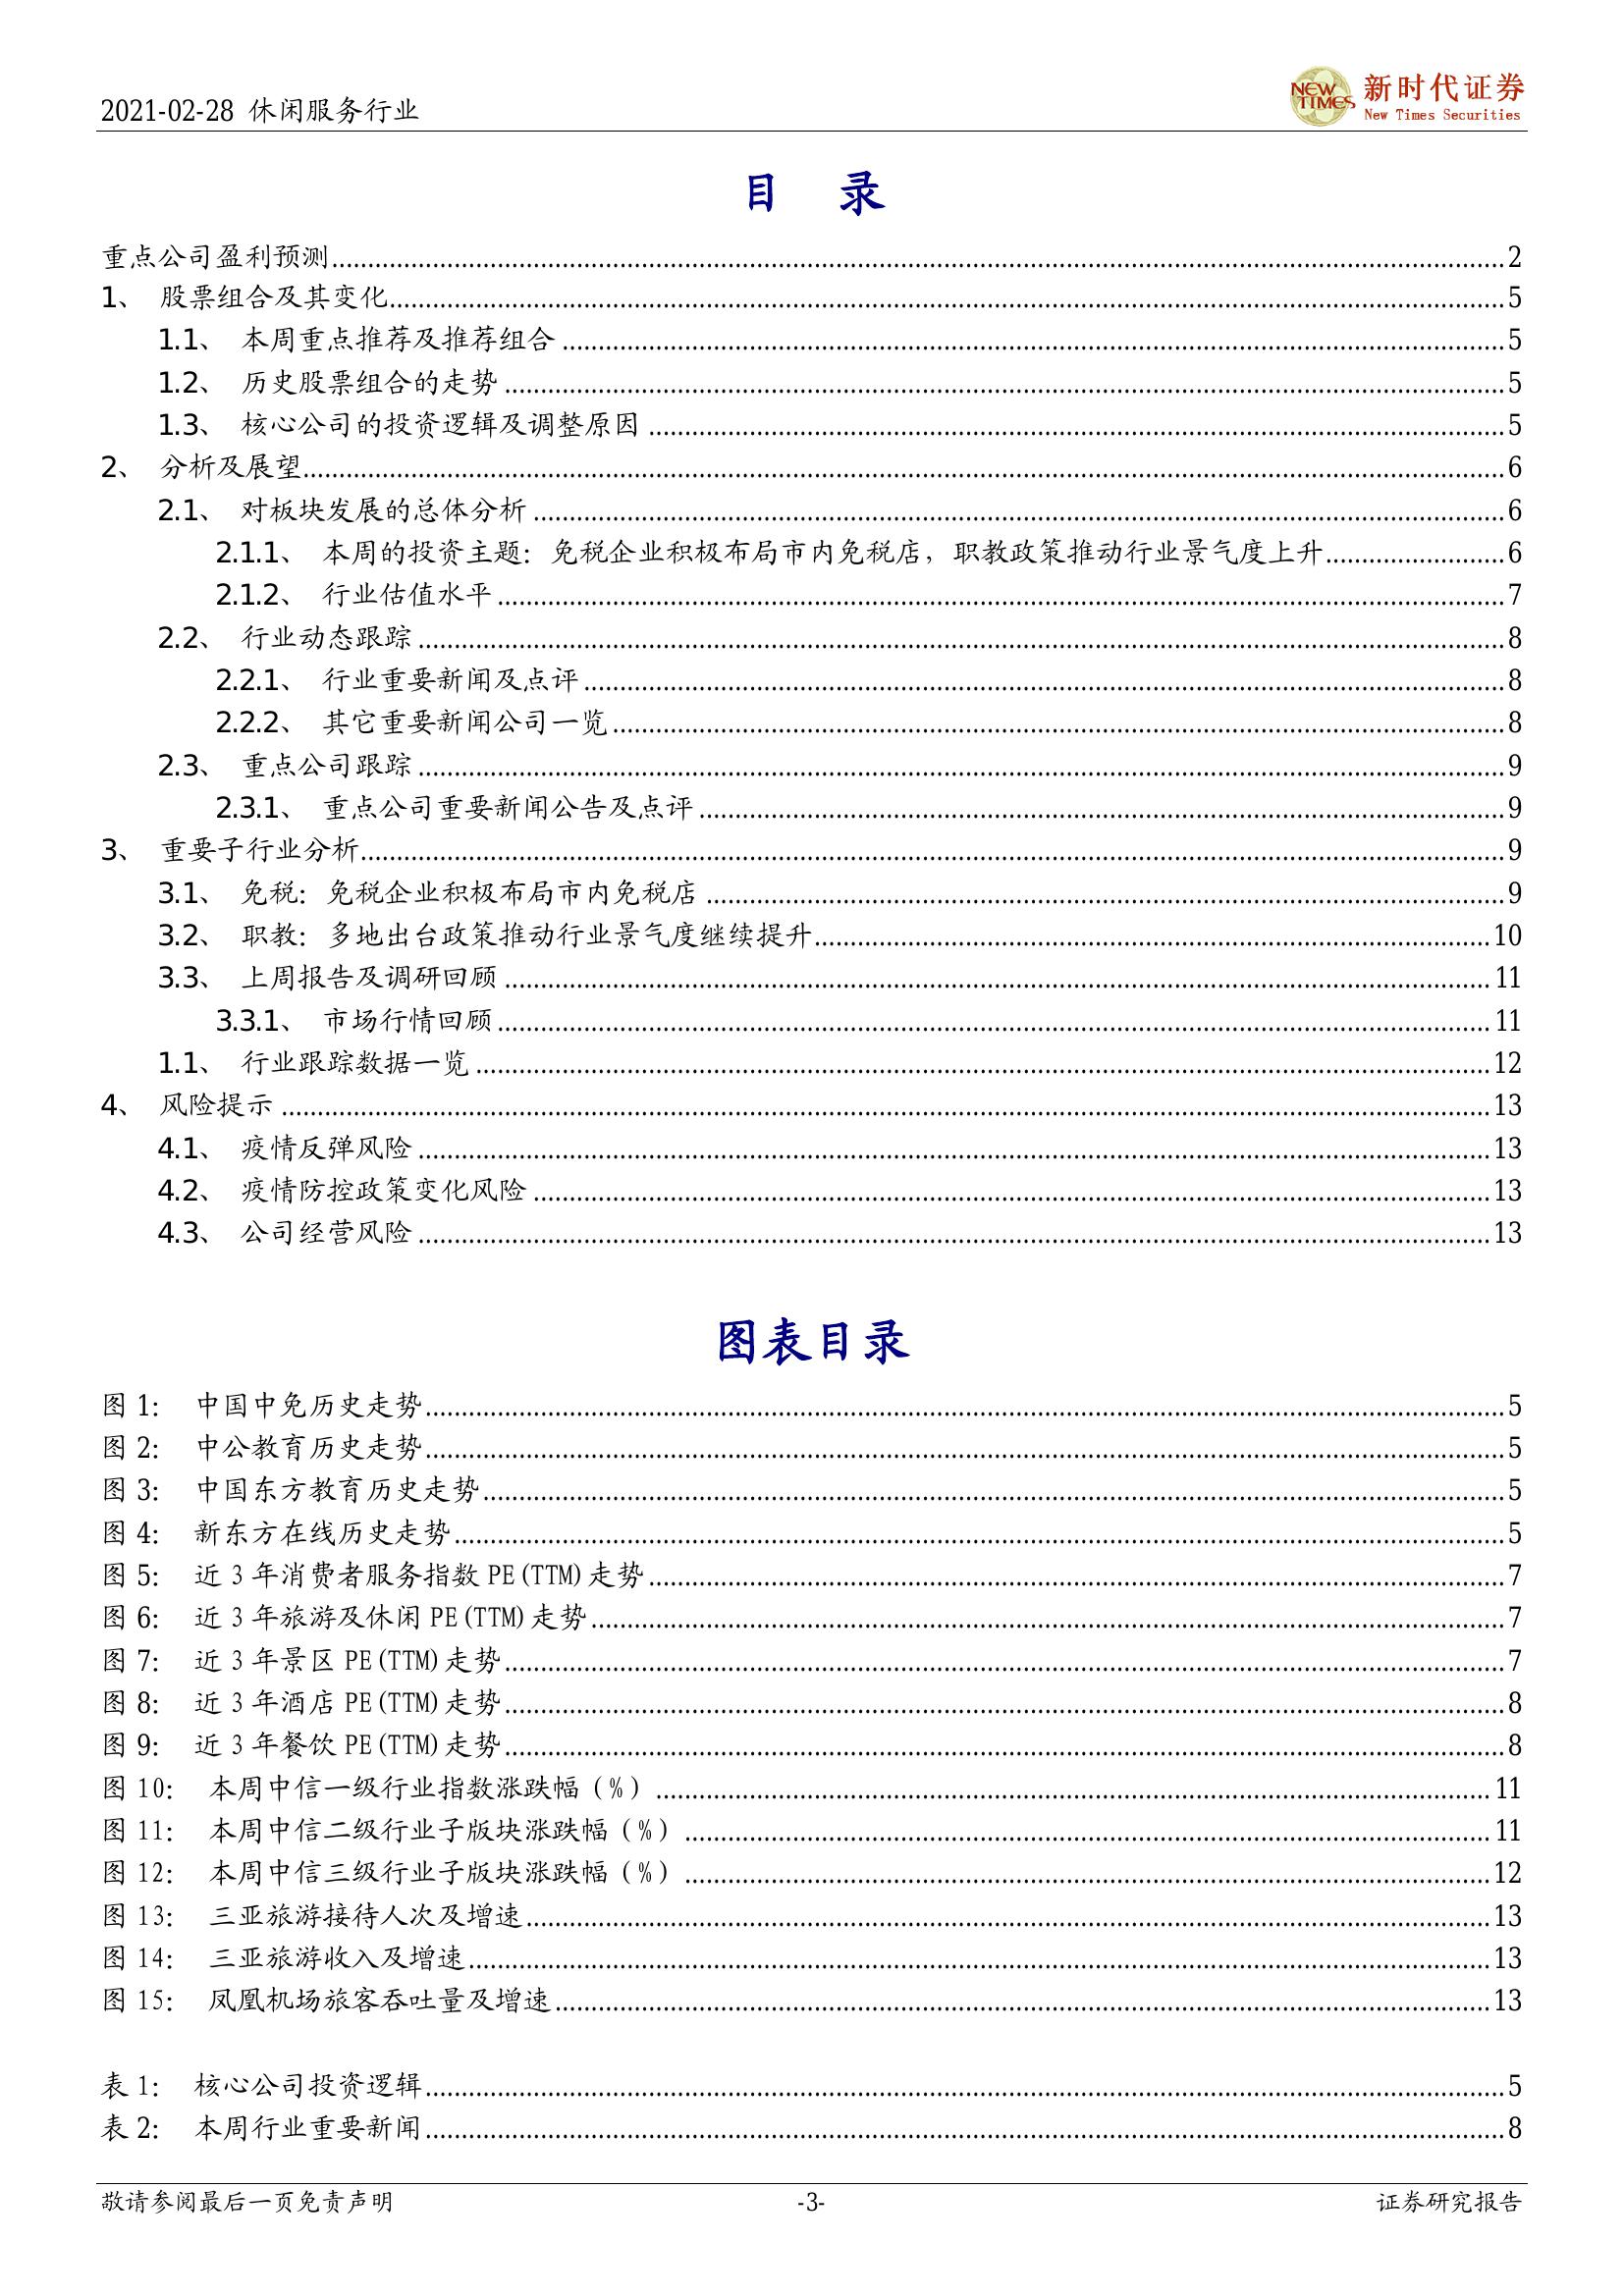 2021-02-28 休闲服务行业
NEW TIMES 新时代证券
New Times Securities
目 录
重点公司盈利预测 2
1、 股票组合及其变化 5
1.1、 本周重点推荐及推荐组合 5
1.2、 历史股票组合的走势 5
1.3、 核心公司的投资逻辑及调整原因 5
2、 分析及展望 6
2.1、 对板块发展的总体分析 6
2.1.1、 本周的投资主题：免税企业积极布局市内免税店，职教政策推动行业景气度上升 6
2.1.2、 行业估值水平 7
2.2、 行业动态跟踪 8
2.2.1、 行业重要新闻及点评 8
2.2.2、 其它重要新闻公司一览 8
2.3、 重点公司跟踪 9
2.3.1、 重点公司重要新闻公告及点评 9
3、 重要子行业分析 9
3.1、 免税：免税企业积极布局市内免税店 9
3.2、 职教：多地出台政策推动行业景气度继续提升 10
3.3、 上周报告及调研回顾 11
3.3.1、 市场行情回顾 11
1.1、 行业跟踪数据一览 12
4、 风险提示 13
4.1、 疫情反弹风险 13
4.2、 疫情防控政策变化风险 13
4.3、 公司经营风险 13
图表目录
图 1： 中国中免历史走势 5
图 2： 中公教育历史走势 5
图 3： 中国东方教育历史走势 5
图 4： 新东方在线历史走势 5
图 5： 近 3 年消费者服务指数 PE(TTM)走势 7
图 6： 近 3 年旅游及休闲 PE(TTM)走势 7
图 7： 近 3 年景区 PE(TTM)走势 7
图 8： 近 3 年酒店 PE(TTM)走势 8
图 9： 近 3 年餐饮 PE(TTM)走势 8
图 10： 本周中信一级行业指数涨跌幅（%） 11
图 11： 本周中信二级行业子版块涨跌幅（%） 11
图 12： 本周中信三级行业子版块涨跌幅（%） 12
图 13： 三亚旅游接待人次及增速 13
图 14： 三亚旅游收入及增速 13
图 15： 凤凰机场旅客吞吐量及增速 13
表 1： 核心公司投资逻辑 5
表 2： 本周行业重要新闻 8
敬请参阅最后一页免责声明 -3- 证券研究报告